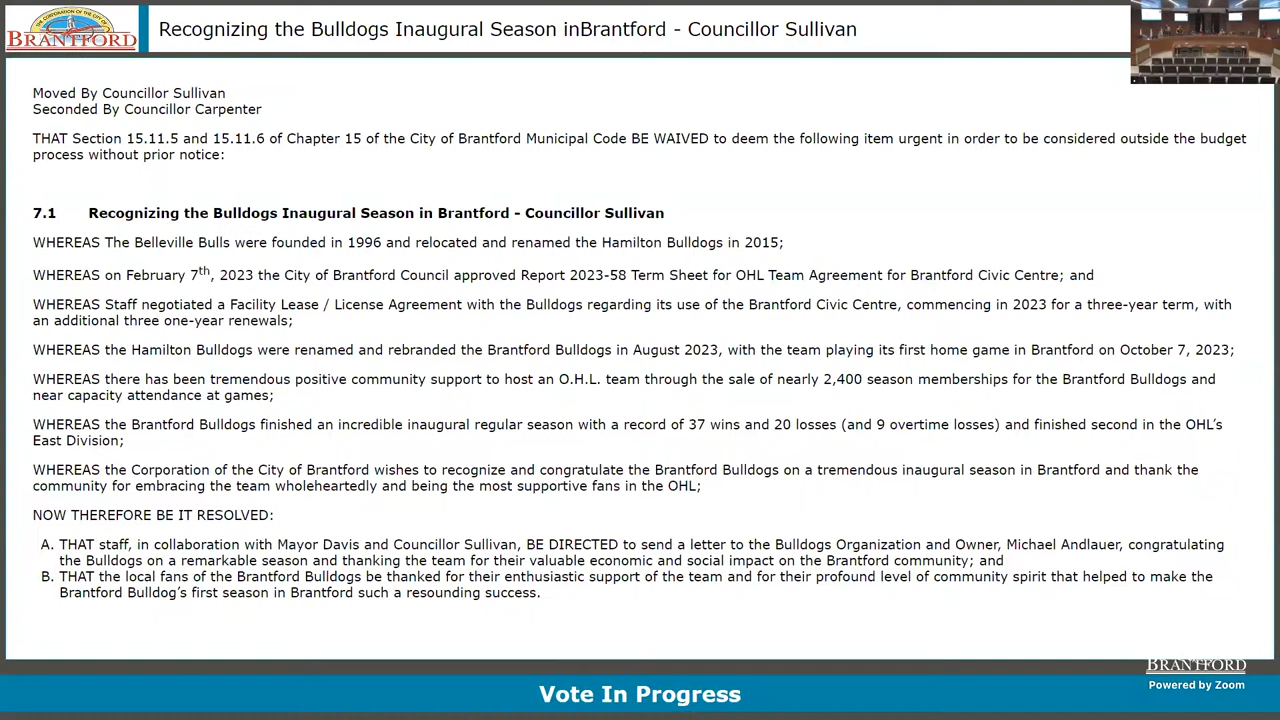 THE CORPORATION OF THE CITY OF
BRANTFORD
Recognizing the Bulldogs Inaugural Season inBrantford - Councillor Sullivan
Moved By Councillor Sullivan
Seconded By Councillor Carpenter
THAT Section 15.11.5 and 15.11.6 of Chapter 15 of the City of Brantford Municipal Code BE WAIVED to deem the following item urgent in order to be considered outside the budget
process without prior notice:
7.1 Recognizing the Bulldogs Inaugural Season in Brantford - Councillor Sullivan
WHEREAS The Belleville Bulls were founded in 1996 and relocated and renamed the Hamilton Bulldogs in 2015;
WHEREAS on February 7th, 2023 the City of Brantford Council approved Report 2023-58 Term Sheet for OHL Team Agreement for Brantford Civic Centre; and
WHEREAS Staff negotiated a Facility Lease / License Agreement with the Bulldogs regarding its use of the Brantford Civic Centre, commencing in 2023 for a three-year term, with
an additional three one-year renewals;
WHEREAS the Hamilton Bulldogs were renamed and rebranded the Brantford Bulldogs in August 2023, with the team playing its first home game in Brantford on October 7, 2023;
WHEREAS there has been tremendous positive community support to host an O.H.L. team through the sale of nearly 2,400 season memberships for the Brantford Bulldogs and
near capacity attendance at games;
WHEREAS the Brantford Bulldogs finished an incredible inaugural regular season with a record of 37 wins and 20 losses (and 9 overtime losses) and finished second in the OHL's
East Division;
WHEREAS the Corporation of the City of Brantford wishes to recognize and congratulate the Brantford Bulldogs on a tremendous inaugural season in Brantford and thank the
community for embracing the team wholeheartedly and being the most supportive fans in the OHL;
NOW THEREFORE BE IT RESOLVED:
A. THAT staff, in collaboration with Mayor Davis and Councillor Sullivan, BE DIRECTED to send a letter to the Bulldogs Organization and Owner, Michael Andlauer, congratulating
the Bulldogs on a remarkable season and thanking the team for their valuable economic and social impact on the Brantford community; and
B. THAT the local fans of the Brantford Bulldogs be thanked for their enthusiastic support of the team and for their profound level of community spirit that helped to make the
Brantford Bulldog's first season in Brantford such a resounding success.
BRANTFORD
Powered by Zoom
Vote In Progress